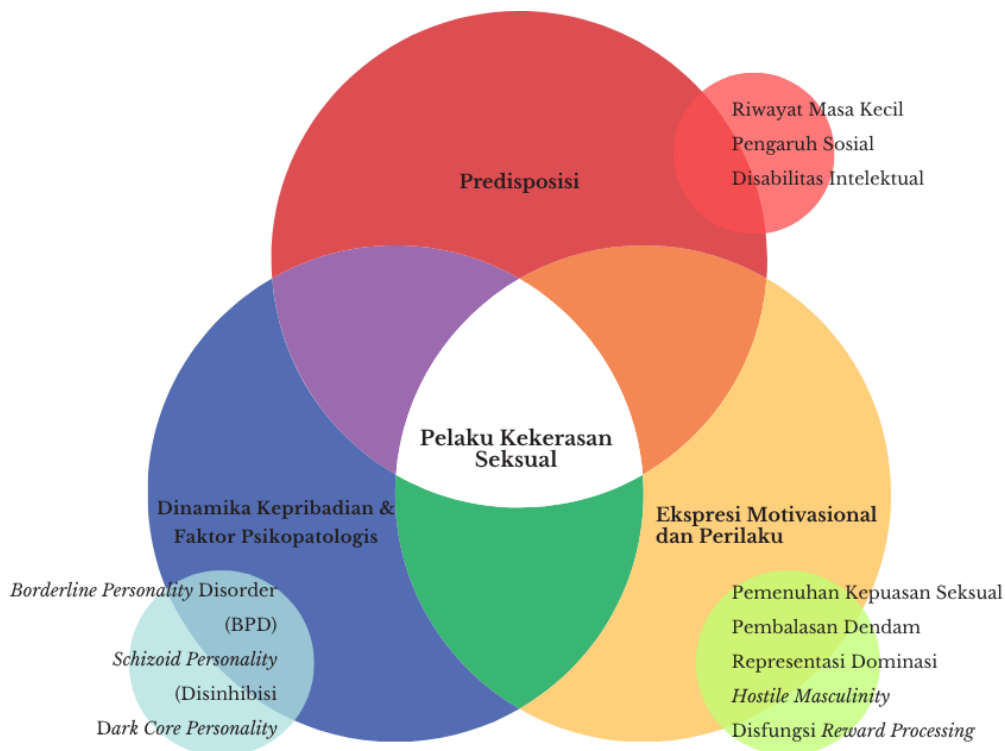 Riwayat Masa Kecil
Pengaruh Sosial
Disabilitas Intelektual
Predisposisi
Pelaku Kekerasan
Seksual
Dinamika Kepribadian &
Faktor Psikopatologis
Ekspresi Motivasional
dan Perilaku
Borderline Personality Disorder
(BPD)
Schizoid Personality
(Disinhibisi
Dark Core Personality
Pemenuhan Kepuasan Seksual
Pembalasan Dendam
Representasi Dominasi
Hostile Masculinity
Disfungsi Reward Processing